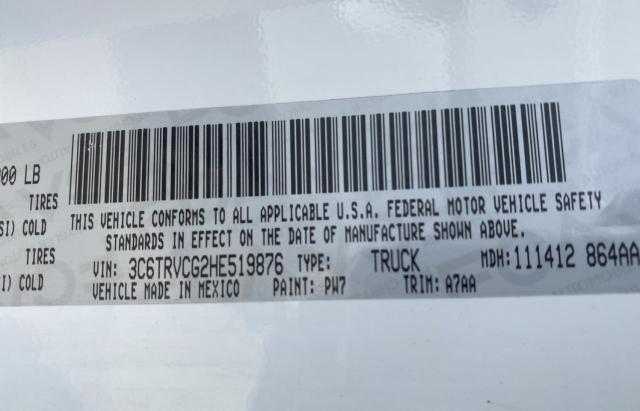 00 LB
TIRES
SI) COLD
TIRES
SI) COLD
THIS VEHICLE CONFORMS TO ALL APPLICABLE U.S.A. FEDERAL MOTOR VEHICLE SAFETY
STANDARDS IN EFFECT ON THE DATE OF MANUFACTURE SHOWN ABOVE.
VIN: 3C6TRVCG2HE519876 TYPE: TRUCK MDH: 111412 864AA
VEHICLE MADE IN MEXICO PAINT: PW7 TRIM: A7AA